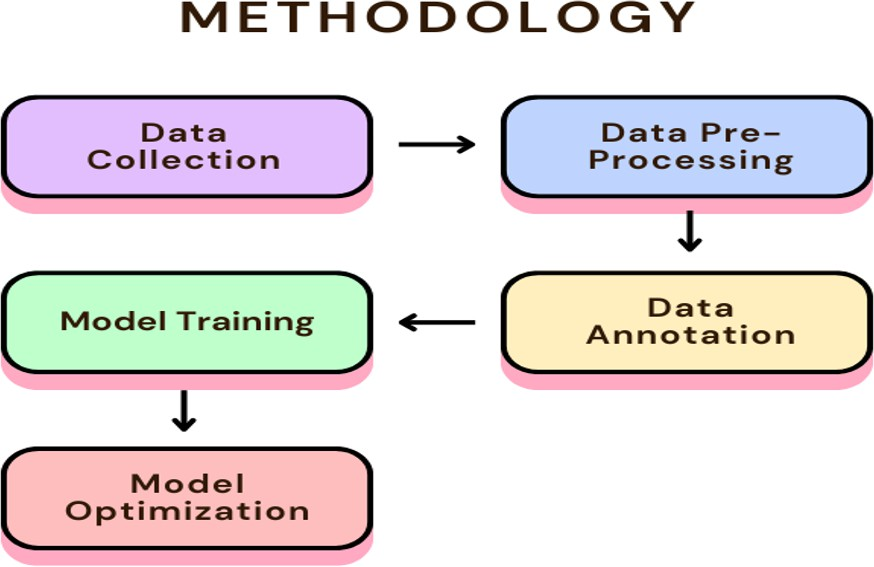 METHODOLOGY
Data
Collection
Data Pre-
Processing
Data
Annotation
Model Training
Model
Optimization